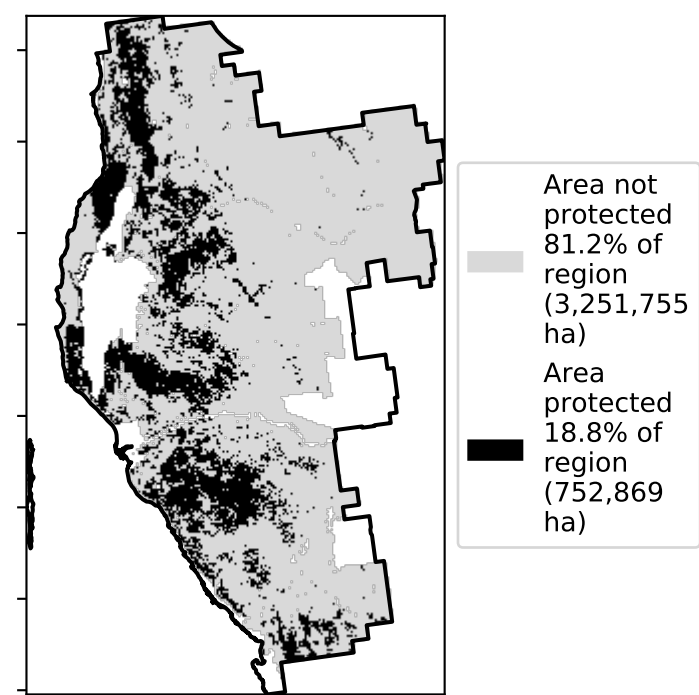 Area not
protected
81.2% of
region
(3,251,755
ha)
Area
protected
18.8% of
region
(752,869
ha)